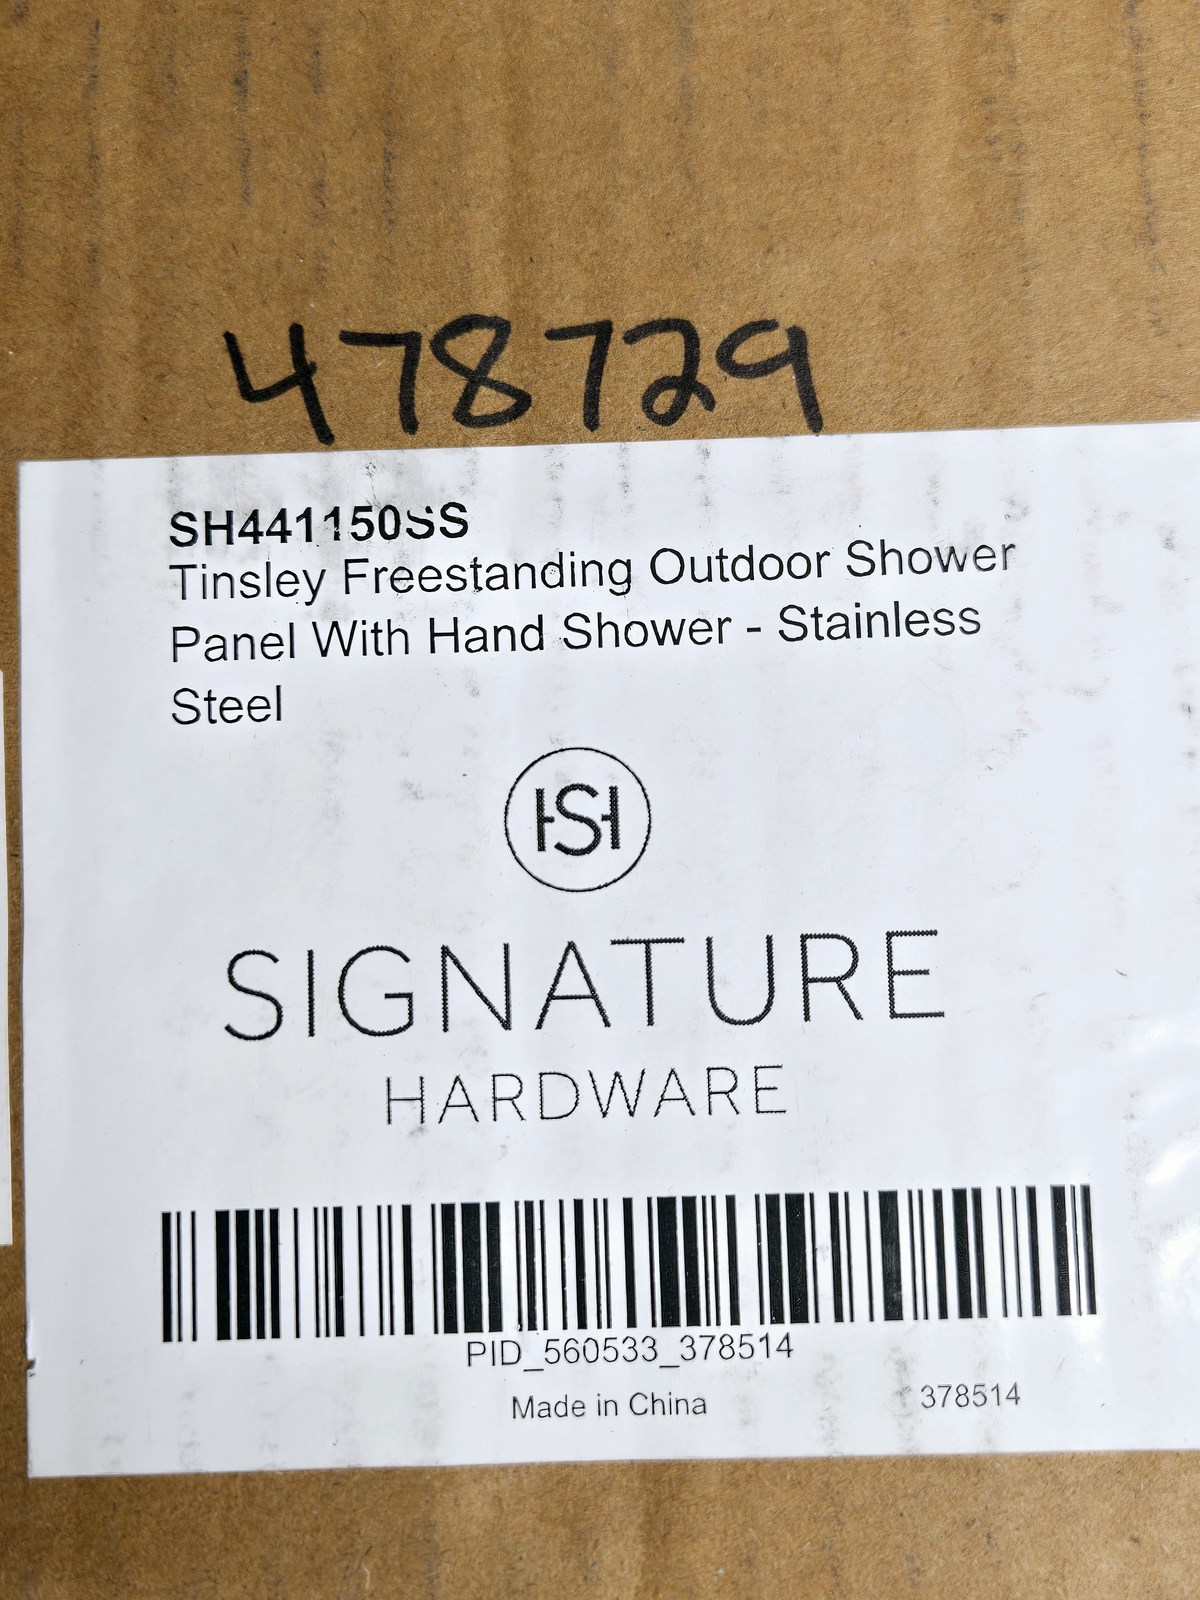 478729
SH441150SS
Tinsley Freestanding Outdoor Shower
Panel With Hand Shower - Stainless
Steel
SH
SIGNATURE
HARDWARE
PID_560533_378514
Made in China
378514